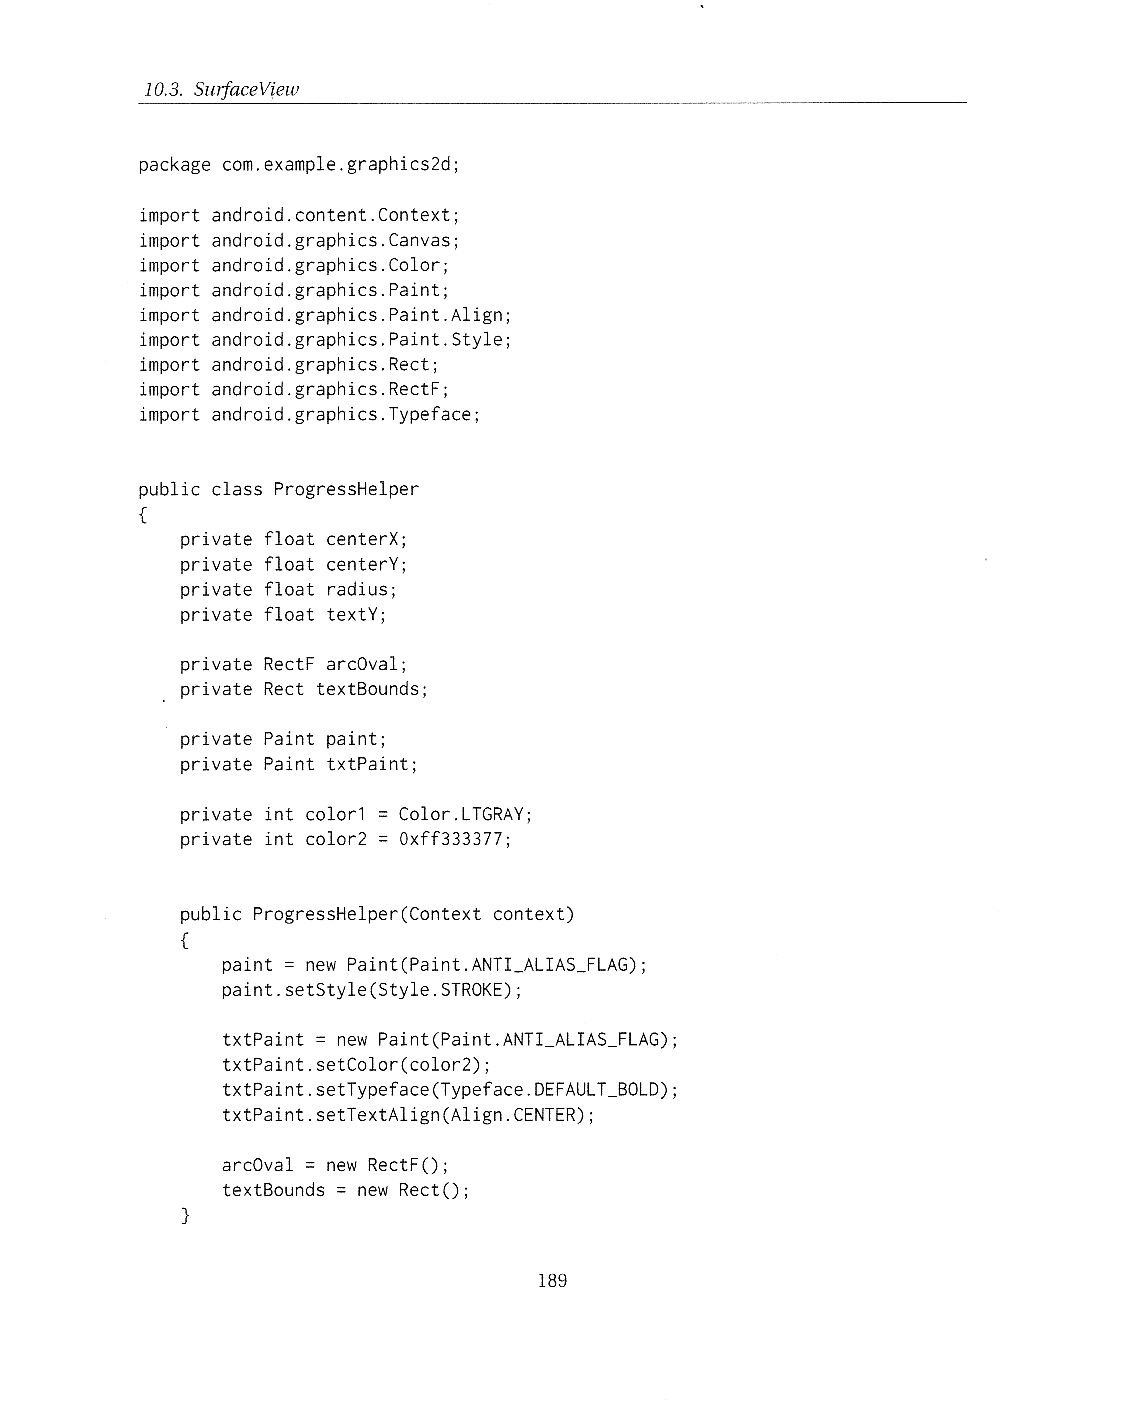 10.3. SurfaceView
package com.example.graphics2d;
import android.content.Context;
import android.graphics.Canvas;
import android.graphics.Color;
import android.graphics.Paint;
import android.graphics.Paint.Align;
import android.graphics.Paint.Style;
import android.graphics.Rect;
import android.graphics.RectF;
import android.graphics.Typeface;
public class ProgressHelper
{
    private float centerX;
    private float centerY;
    private float radius;
    private float textY;
    private RectF arcOval;
    private Rect textBounds;
    private Paint paint;
    private Paint txtPaint;
    private int color1 = Color.LTGRAY;
    private int color2 = 0xff333377;
    public ProgressHelper(Context context)
    {
        paint = new Paint(Paint.ANTI_ALIAS_FLAG);
        paint.setStyle(Style.STROKE);
        txtPaint = new Paint(Paint.ANTI_ALIAS_FLAG);
        txtPaint.setColor(color2);
        txtPaint.setTypeface(Typeface.DEFAULT_BOLD);
        txtPaint.setTextAlign(Align.CENTER);
        arcOval = new RectF();
        textBounds = new Rect();
    }
189